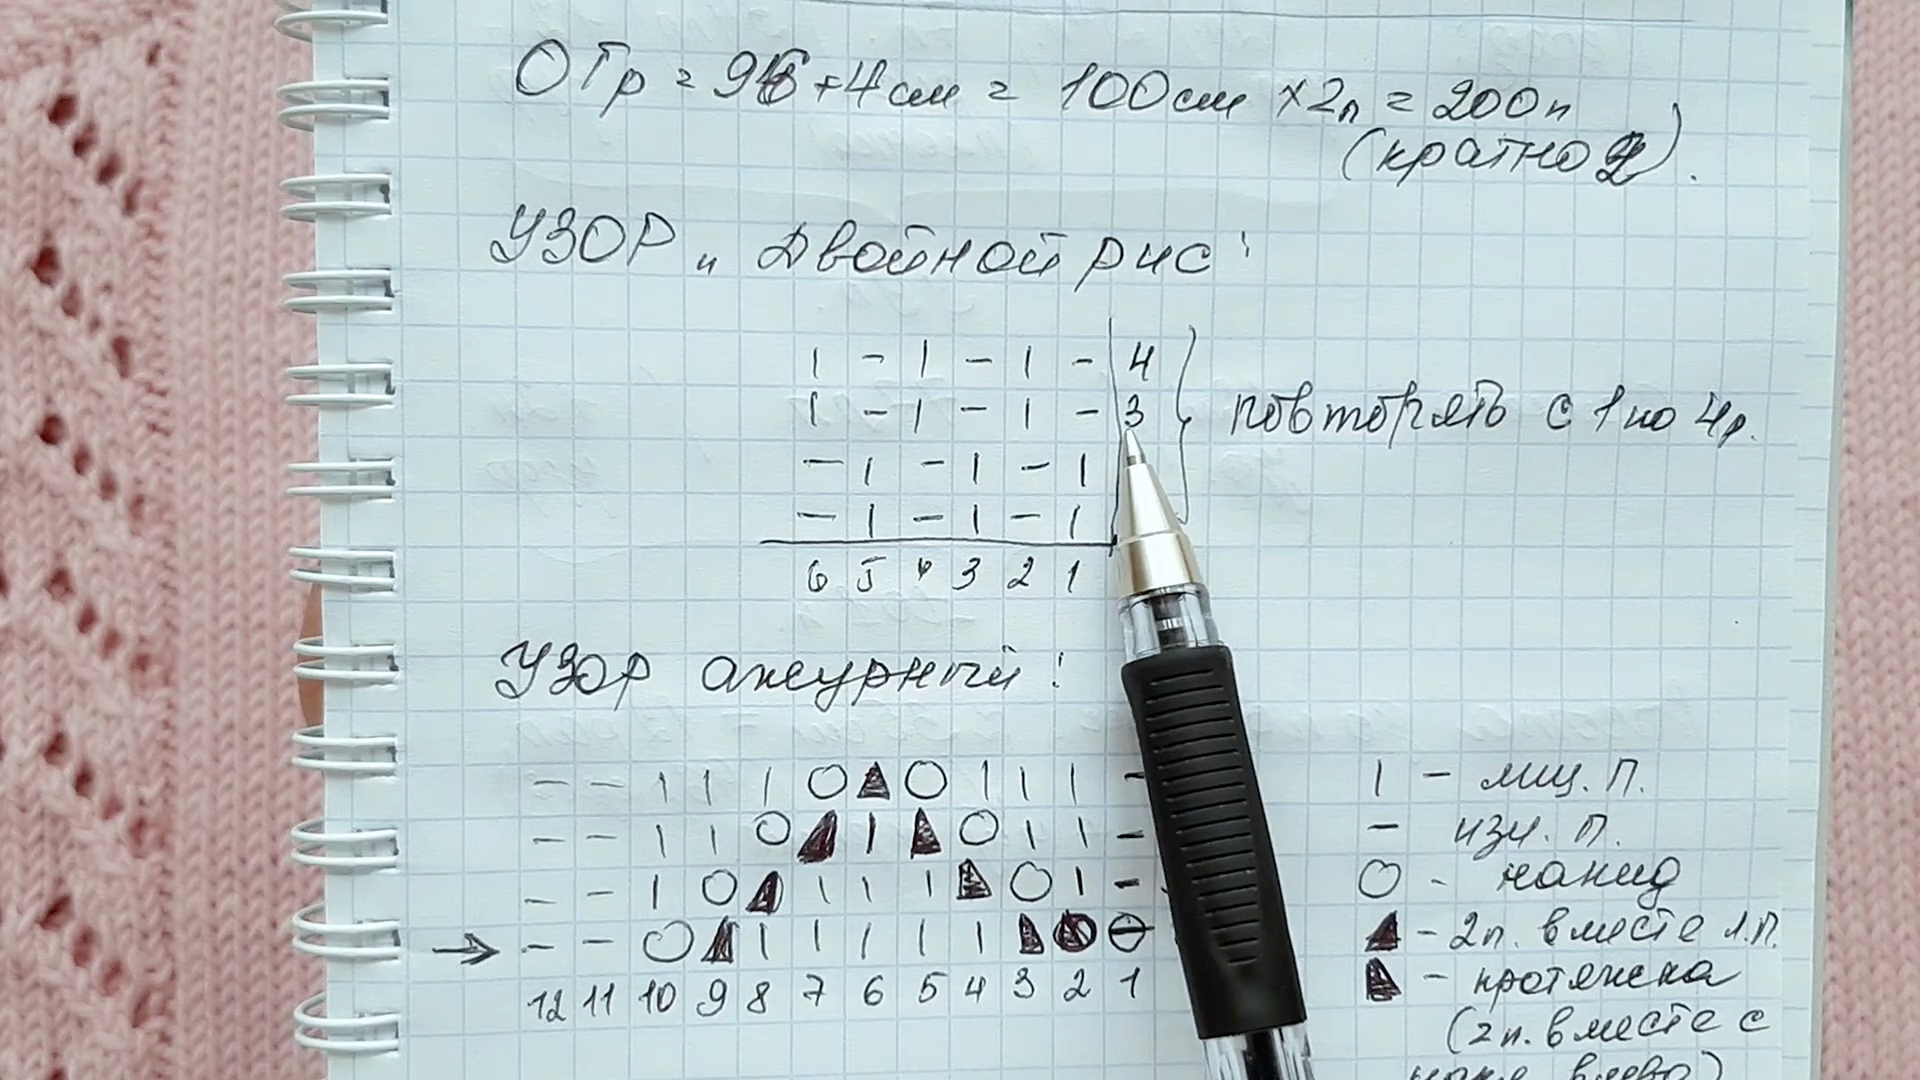 ОГр = 96 + 4 см = 100 см × 2п = 200п
(кратно 2).
УЗОР „ Двойной рис :
| – | – | – 4
| – | – | – 3
– | – | – |
– | – | – |
6 5 4 3 2 1
повторять с 1 по 4р.
УЗОР ажурный :
– – | | | ○ ◮ ○ | | | –
– – | | ○ ◢ | ◣ ○ | | –
– – | ○ ◢ | | | ◣ ○ | –
→ – – ○ ◢ | | | | | ◣ ⊖
12 11 10 9 8 7 6 5 4 3 2 1
| – лиц. п.
– изн. п.
○ – накид
◢ – 2п. вместе л.п.
◣ – протяжка
(2п. вместе с
влево)